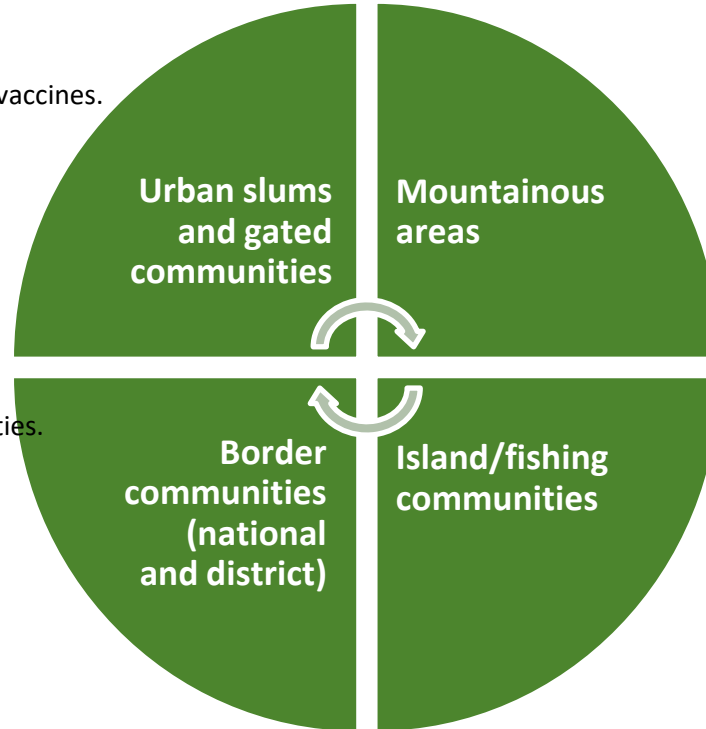 vaccines.
Urban slums
and gated
communities
Mountainous
areas
ties.
Border
communities
(national
and district)
Island/fishing
communities